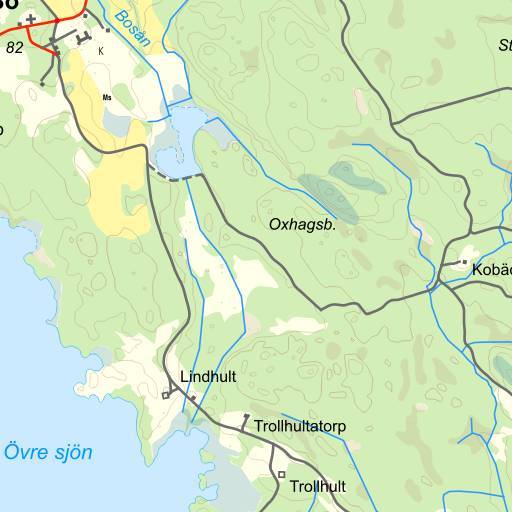 Bosån
82
K
Ms
Oxhagsb.
Lindhult
Trollhultatorp
Övre sjön
Trollhult